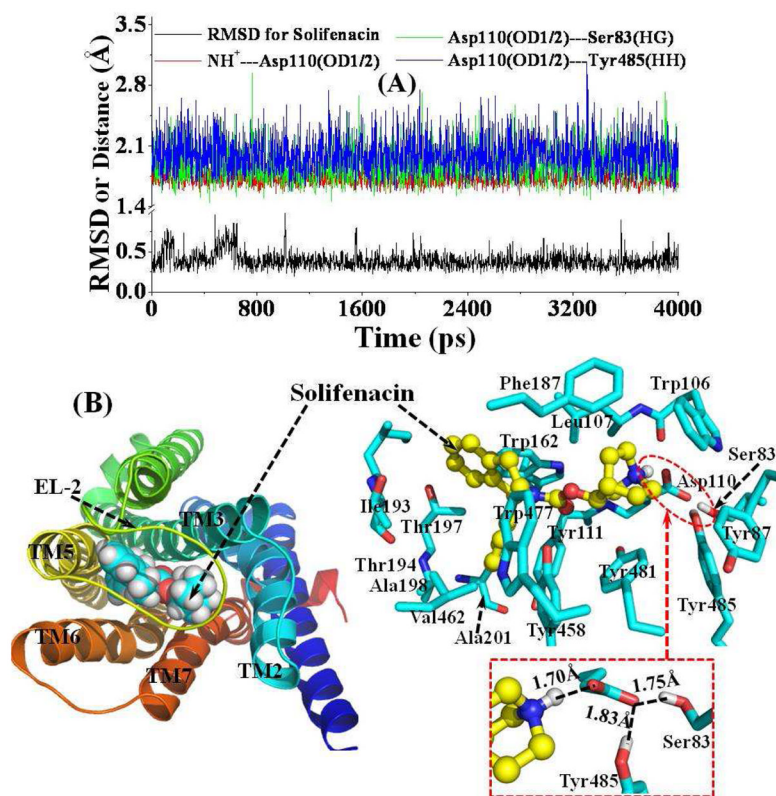 3.5
RMSD for Solifenacin
Asp110(OD1/2)---Ser83(HG)
NH+---Asp110(OD1/2)
Asp110(OD1/2)---Tyr485(HH)
2.8
(A)
2.1
1.4
0.5
0.0
RMSD or Distance (Å)
0 800 1600 2400 3200 4000
Time (ps)
(B)
Solifenacin
Phe187
Trp106
Leu107
Trp162
Ser83
EL-2
TM3
Asp110
Ile193
Thr197
Trp477
Tyr111
Tyr87
TM5
Thr194
Ala198
Tyr481
Val462
Tyr485
Ala201
Tyr458
TM6
TM7
TM2
1.70Å
1.75Å
1.83Å
Ser83
Tyr485